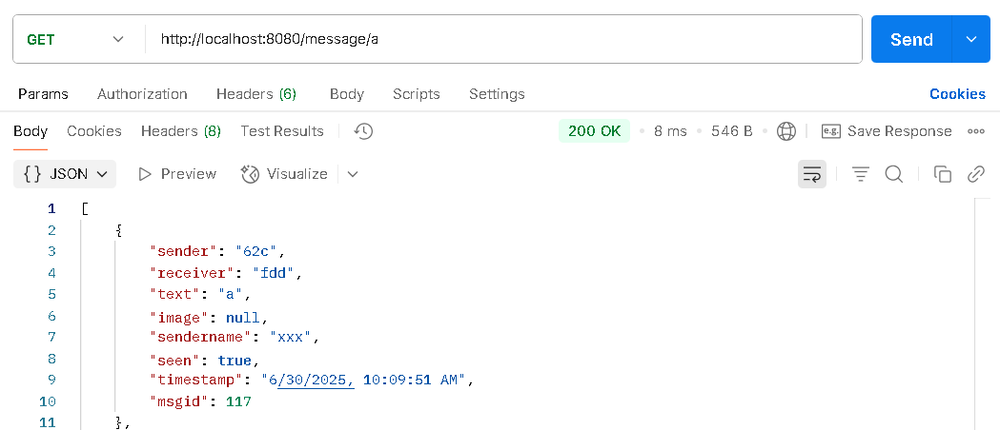 GET http://localhost:8080/message/a Send
Params Authorization Headers (6) Body Scripts Settings Cookies
Body Cookies Headers (8) Test Results 200 OK 8 ms 546 B e.g. Save Response
{} JSON Preview Visualize
1 [
2 {
3 "sender": "62c",
4 "receiver": "fdd",
5 "text": "a",
6 "image": null,
7 "sendername": "xxx",
8 "seen": true,
9 "timestamp": "6/30/2025, 10:09:51 AM",
10 "msgid": 117
11 },